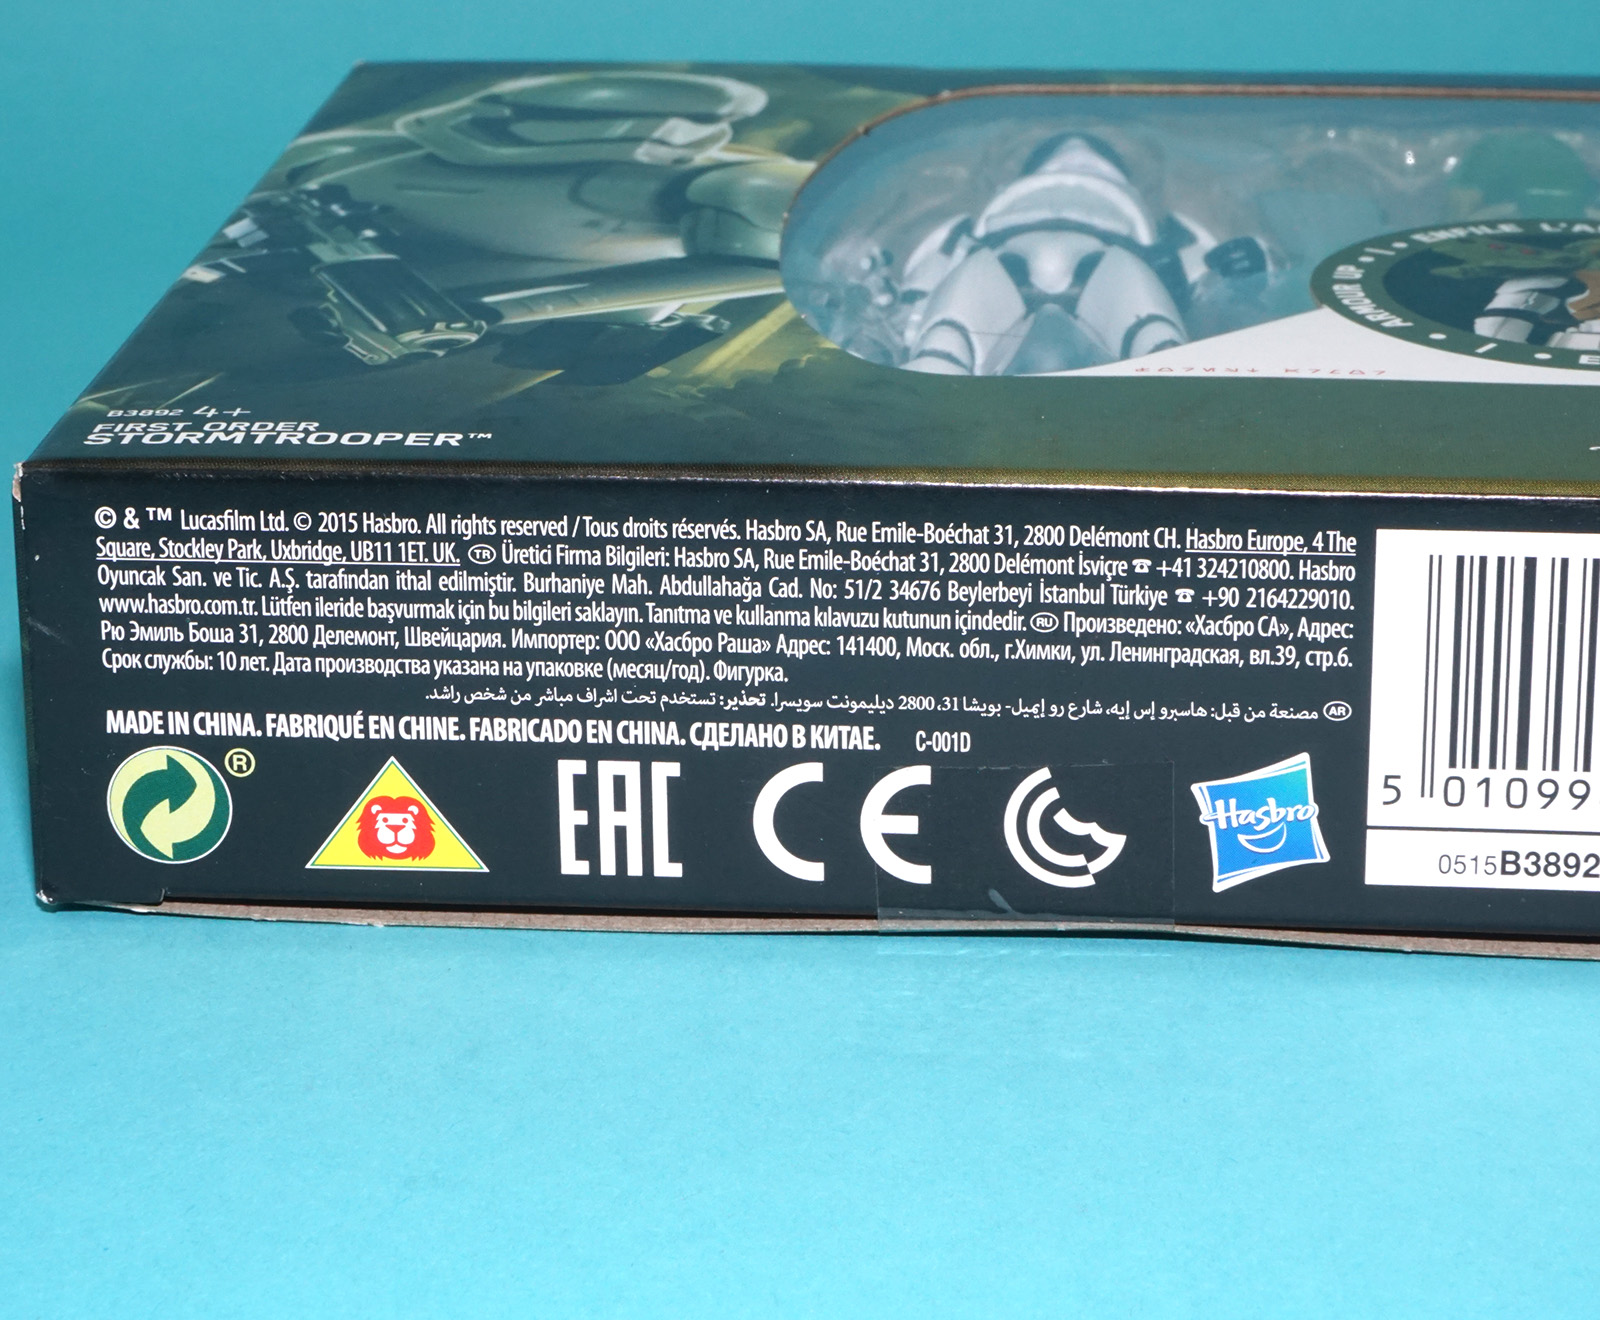 ARMOUR UP • I • ENFILE L'A
B3892 4+
FIRST ORDER
STORMTROOPER™
© & ™ Lucasfilm Ltd. © 2015 Hasbro. All rights reserved / Tous droits réservés. Hasbro SA, Rue Emile-Boéchat 31, 2800 Delémont CH. Hasbro Europe, 4 The
Square, Stockley Park, Uxbridge, UB11 1ET. UK. (TR) Üretici Firma Bilgileri: Hasbro SA, Rue Emile-Boéchat 31, 2800 Delémont İsviçre ☎ +41 324210800. Hasbro
Oyuncak San. ve Tic. A.Ş. tarafından ithal edilmiştir. Burhaniye Mah. Abdullahağa Cad. No: 51/2 34676 Beylerbeyi İstanbul Türkiye ☎ +90 2164229010.
www.hasbro.com.tr. Lütfen ileride başvurmak için bu bilgileri saklayın. Tanıtma ve kullanma kılavuzu kutunun içindedir. (RU) Произведено: «Хасбро СА», Адрес:
Рю Эмиль Боша 31, 2800 Делемонт, Швейцария. Импортер: ООО «Хасбро Раша» Адрес: 141400, Моск. обл., г.Химки, ул. Ленинградская, вл.39, стр.6.
Срок службы: 10 лет. Дата производства указана на упаковке (месяц/год). Фигурка.
(AR) مصنعة من قبل: هاسبرو إس إيه، شارع رو إيميل- بويشا 31، 2800 ديليمونت سويسرا. تحذير: تستخدم تحت اشراف مباشر من شخص راشد.
MADE IN CHINA. FABRIQUÉ EN CHINE. FABRICADO EN CHINA. СДЕЛАНО В КИТАЕ. C-001D
® EAC CE Hasbro
5 01099
0515B3892